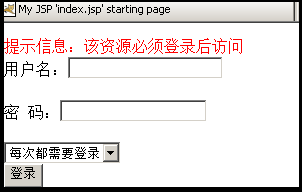 My JSP 'index.jsp' starting page
提示信息：该资源必须登录后访问
用户名：
密 码：
每次都需要登录
登录